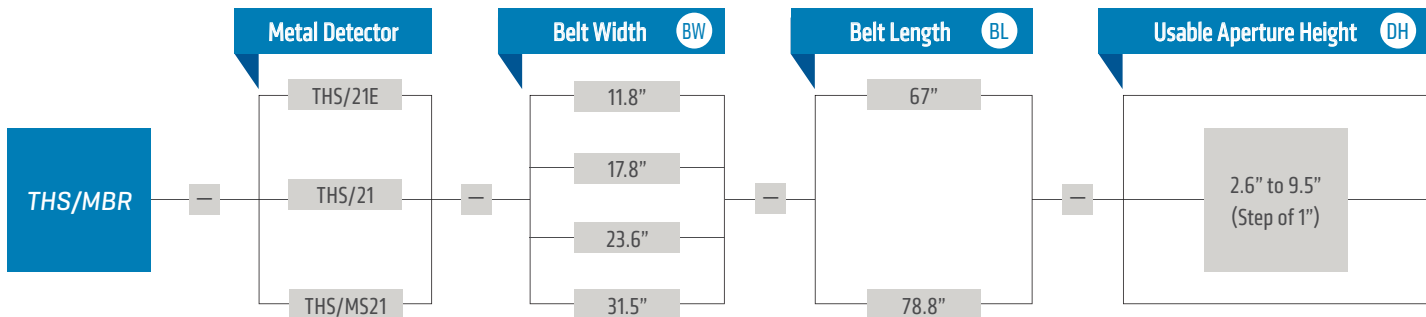 Metal Detector
Belt Width BW
Belt Length BL
Usable Aperture Height DH
THS/MBR
–
THS/21E
THS/21
THS/MS21
–
11.8”
17.8”
23.6”
31.5”
–
67”
78.8”
–
2.6” to 9.5”
(Step of 1”)